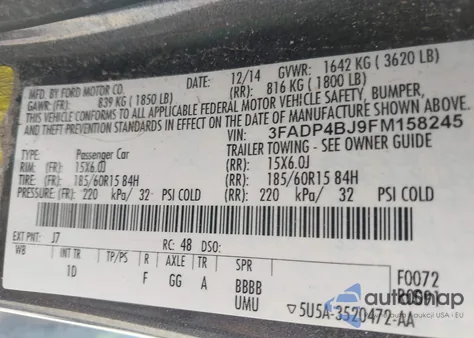 MFD. BY FORD MOTOR CO. DATE: 12/14 GVWR: 1642 KG ( 3620 LB)
GAWR: (FR): 839 KG ( 1850 LB) (RR): 816 KG ( 1800 LB)
THIS VEHICLE CONFORMS TO ALL APPLICABLE FEDERAL MOTOR VEHICLE SAFETY, BUMPER,
AND THEFT PREVENTION STANDARDS IN EFFECT ON THE DATE OF MANUFACTURE SHOWN ABOVE.
VIN: 3FADP4BJ9FM158245
TYPE: Passenger Car TRAILER TOWING - SEE OWNER GUIDE
RIM: (FR) 15X6.0J (RR) 15X6.0J
TIRE: (FR) 185/60R15 84H (RR) 185/60R15 84H
PRESSURE (FR): 220 kPa/ 32 PSI COLD (RR): 220 kPa/ 32 PSI COLD
EXT PNT: J7 RC: 48 DSO: F0072
WB INT TR TP/PS R AXLE TR SPR
1D F GG A BBBB
UMU
5U5A-3520472-AA
autosnap